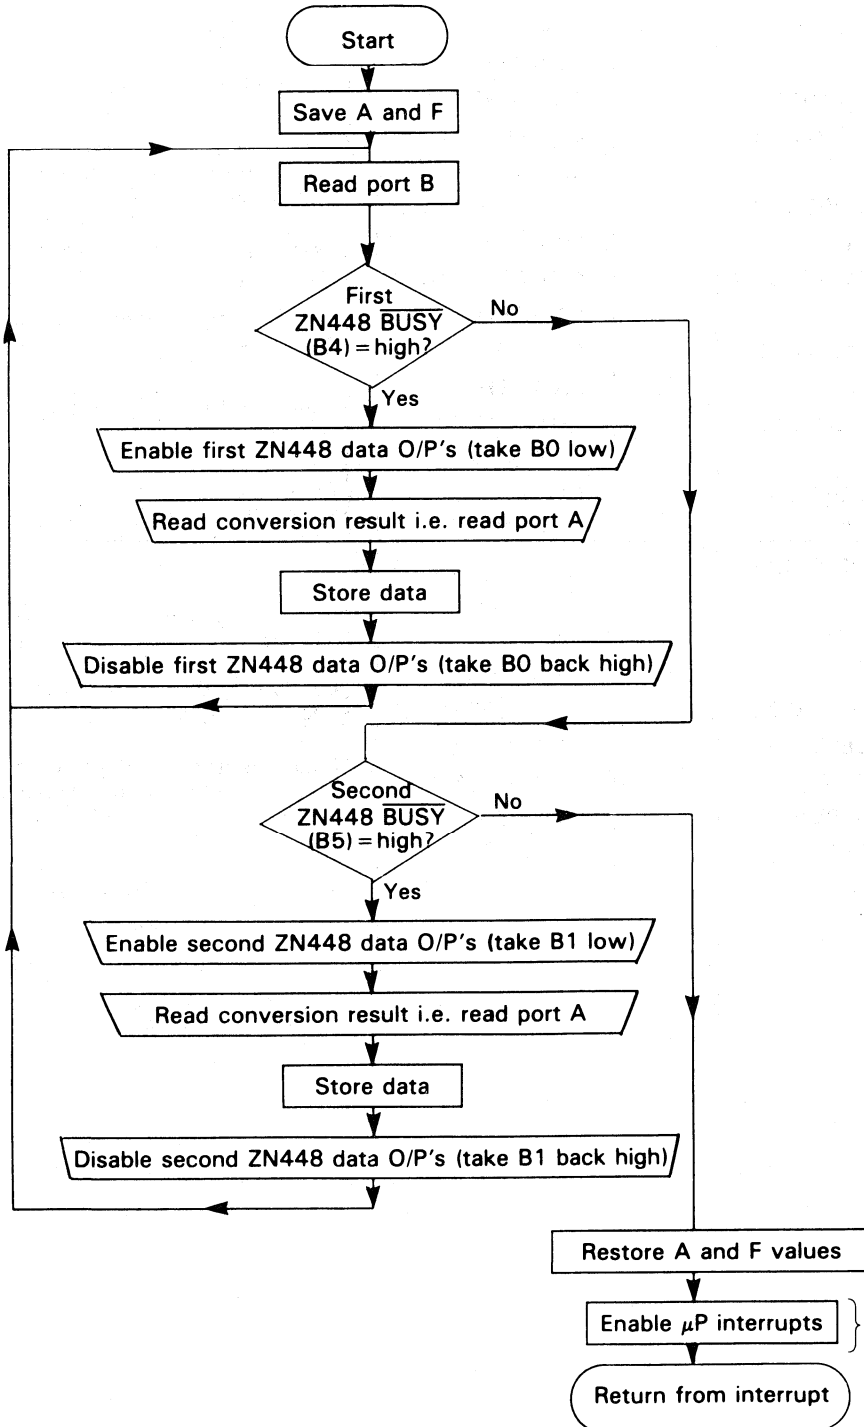 Start
Save A and F
Read port B
First
ZN448 BUSY
(B4) = high?
No
Yes
Enable first ZN448 data O/P's (take B0 low)
Read conversion result i.e. read port A
Store data
Disable first ZN448 data O/P's (take B0 back high)
Second
ZN448 BUSY
(B5) = high?
No
Yes
Enable second ZN448 data O/P's (take B1 low)
Read conversion result i.e. read port A
Store data
Disable second ZN448 data O/P's (take B1 back high)
Restore A and F values
Enable μP interrupts
Return from interrupt